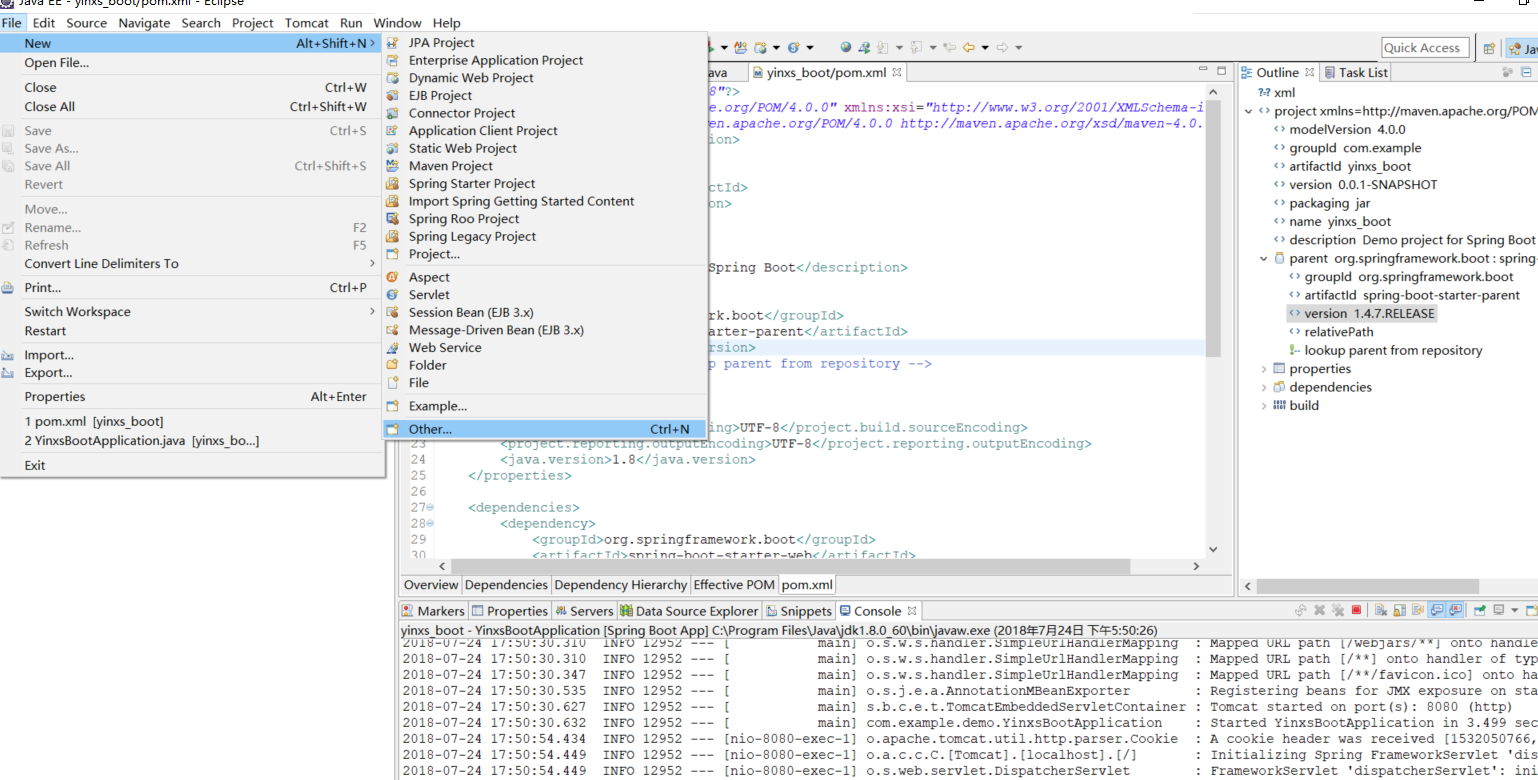 Java EE - yinxs_boot/pom.xml - Eclipse
File Edit Source Navigate Search Project Tomcat Run Window Help
New Alt+Shift+N
Open File...
Close Ctrl+W
Close All Ctrl+Shift+W
Save Ctrl+S
Save As...
Save All Ctrl+Shift+S
Revert
Move...
Rename... F2
Refresh F5
Convert Line Delimiters To
Print... Ctrl+P
Switch Workspace
Restart
Import...
Export...
Properties Alt+Enter
1 pom.xml [yinxs_boot]
2 YinxsBootApplication.java [yinxs_bo...]
Exit
JPA Project
Enterprise Application Project
Dynamic Web Project
EJB Project
Connector Project
Application Client Project
Static Web Project
Maven Project
Spring Starter Project
Import Spring Getting Started Content
Spring Roo Project
Spring Legacy Project
Project...
Aspect
Servlet
Session Bean (EJB 3.x)
Message-Driven Bean (EJB 3.x)
Web Service
Folder
File
Example...
Other... Ctrl+N
Quick Access
Jav
ava
yinxs_boot/pom.xml
8"?>
e.org/POM/4.0.0" xmlns:xsi="http://www.w3.org/2001/XMLSchema-i
en.apache.org/POM/4.0.0 http://maven.apache.org/xsd/maven-4.0.
ion>
ctId>
on>
Spring Boot</description>
rk.boot</groupId>
arter-parent</artifactId>
rsion>
p parent from repository -->
ing>UTF-8</project.build.sourceEncoding>
23 <project.reporting.outputEncoding>UTF-8</project.reporting.outputEncoding>
24 <java.version>1.8</java.version>
25 </properties>
26
27 <dependencies>
28 <dependency>
29 <groupId>org.springframework.boot</groupId>
30 <artifactId>spring-boot-starter-web</artifactId>
Overview Dependencies Dependency Hierarchy Effective POM pom.xml
Outline Task List
xml
project xmlns=http://maven.apache.org/POM
modelVersion 4.0.0
groupId com.example
artifactId yinxs_boot
version 0.0.1-SNAPSHOT
packaging jar
name yinxs_boot
description Demo project for Spring Boot
parent org.springframework.boot : spring-
groupId org.springframework.boot
artifactId spring-boot-starter-parent
version 1.4.7.RELEASE
relativePath
lookup parent from repository
properties
dependencies
build
Markers Properties Servers Data Source Explorer Snippets Console
yinxs_boot - YinxsBootApplication [Spring Boot App] C:\Program Files\Java\jdk1.8.0_60\bin\javaw.exe (2018年7月24日 下午5:50:26)
2018-07-24 17:50:30.310 INFO 12952 --- [ main] o.s.w.s.handler.SimpleUrlHandlerMapping : Mapped URL path [/webjars/**] onto handle
2018-07-24 17:50:30.310 INFO 12952 --- [ main] o.s.w.s.handler.SimpleUrlHandlerMapping : Mapped URL path [/**] onto handler of typ
2018-07-24 17:50:30.347 INFO 12952 --- [ main] o.s.w.s.handler.SimpleUrlHandlerMapping : Mapped URL path [/**/favicon.ico] onto ha
2018-07-24 17:50:30.535 INFO 12952 --- [ main] o.s.j.e.a.AnnotationMBeanExporter : Registering beans for JMX exposure on sta
2018-07-24 17:50:30.627 INFO 12952 --- [ main] s.b.c.e.t.TomcatEmbeddedServletContainer : Tomcat started on port(s): 8080 (http)
2018-07-24 17:50:30.632 INFO 12952 --- [ main] com.example.demo.YinxsBootApplication : Started YinxsBootApplication in 3.499 sec
2018-07-24 17:50:54.434 INFO 12952 --- [nio-8080-exec-1] o.apache.tomcat.util.http.parser.Cookie : A cookie header was received [1532050766,
2018-07-24 17:50:54.449 INFO 12952 --- [nio-8080-exec-1] o.a.c.c.C.[Tomcat].[localhost].[/] : Initializing Spring FrameworkServlet 'dis
2018-07-24 17:50:54.449 INFO 12952 --- [nio-8080-exec-1] o.s.web.servlet.DispatcherServlet : FrameworkServlet 'dispatcherServlet': ini